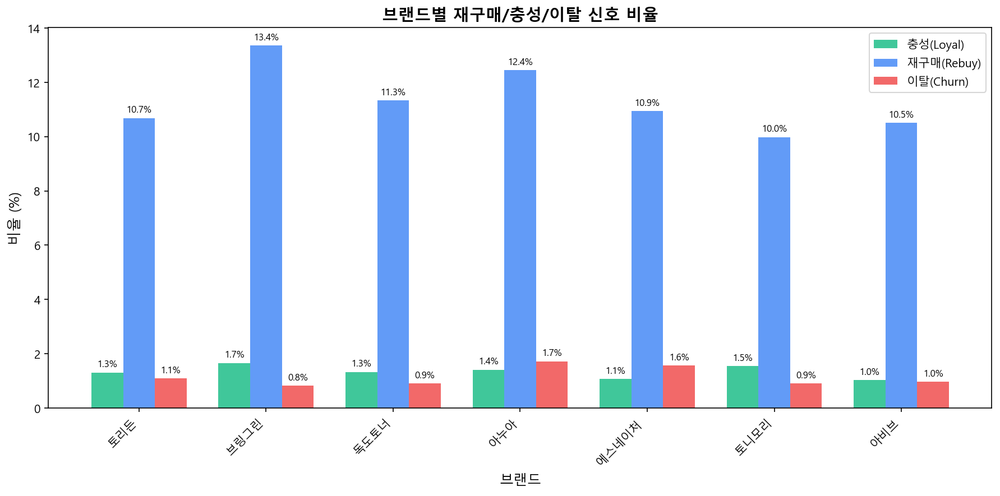 브랜드별 재구매/충성/이탈 신호 비율
충성(Loyal)
재구매(Rebuy)
이탈(Churn)
비율 (%)
14
12
10
8
6
4
2
0
1.3% 10.7% 1.1%
1.7% 13.4% 0.8%
1.3% 11.3% 0.9%
1.4% 12.4% 1.7%
1.1% 10.9% 1.6%
1.5% 10.0% 0.9%
1.0% 10.5% 1.0%
토리든
브링그린
독도토너
아누아
에스네이처
토니모리
아비브
브랜드